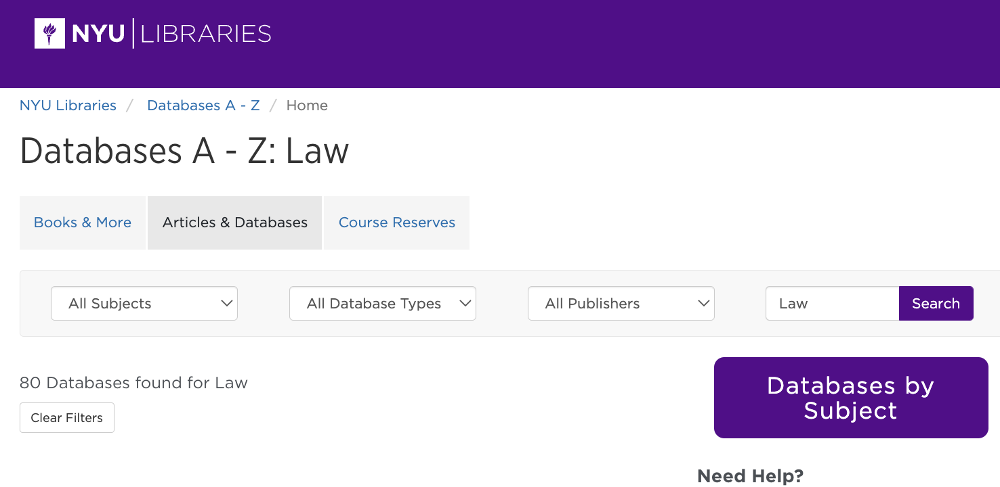 NYU | LIBRARIES
NYU Libraries / Databases A - Z / Home
Databases A - Z: Law
Books & More Articles & Databases Course Reserves
All Subjects All Database Types All Publishers Law Search
80 Databases found for Law
Clear Filters
Databases by
Subject
Need Help?